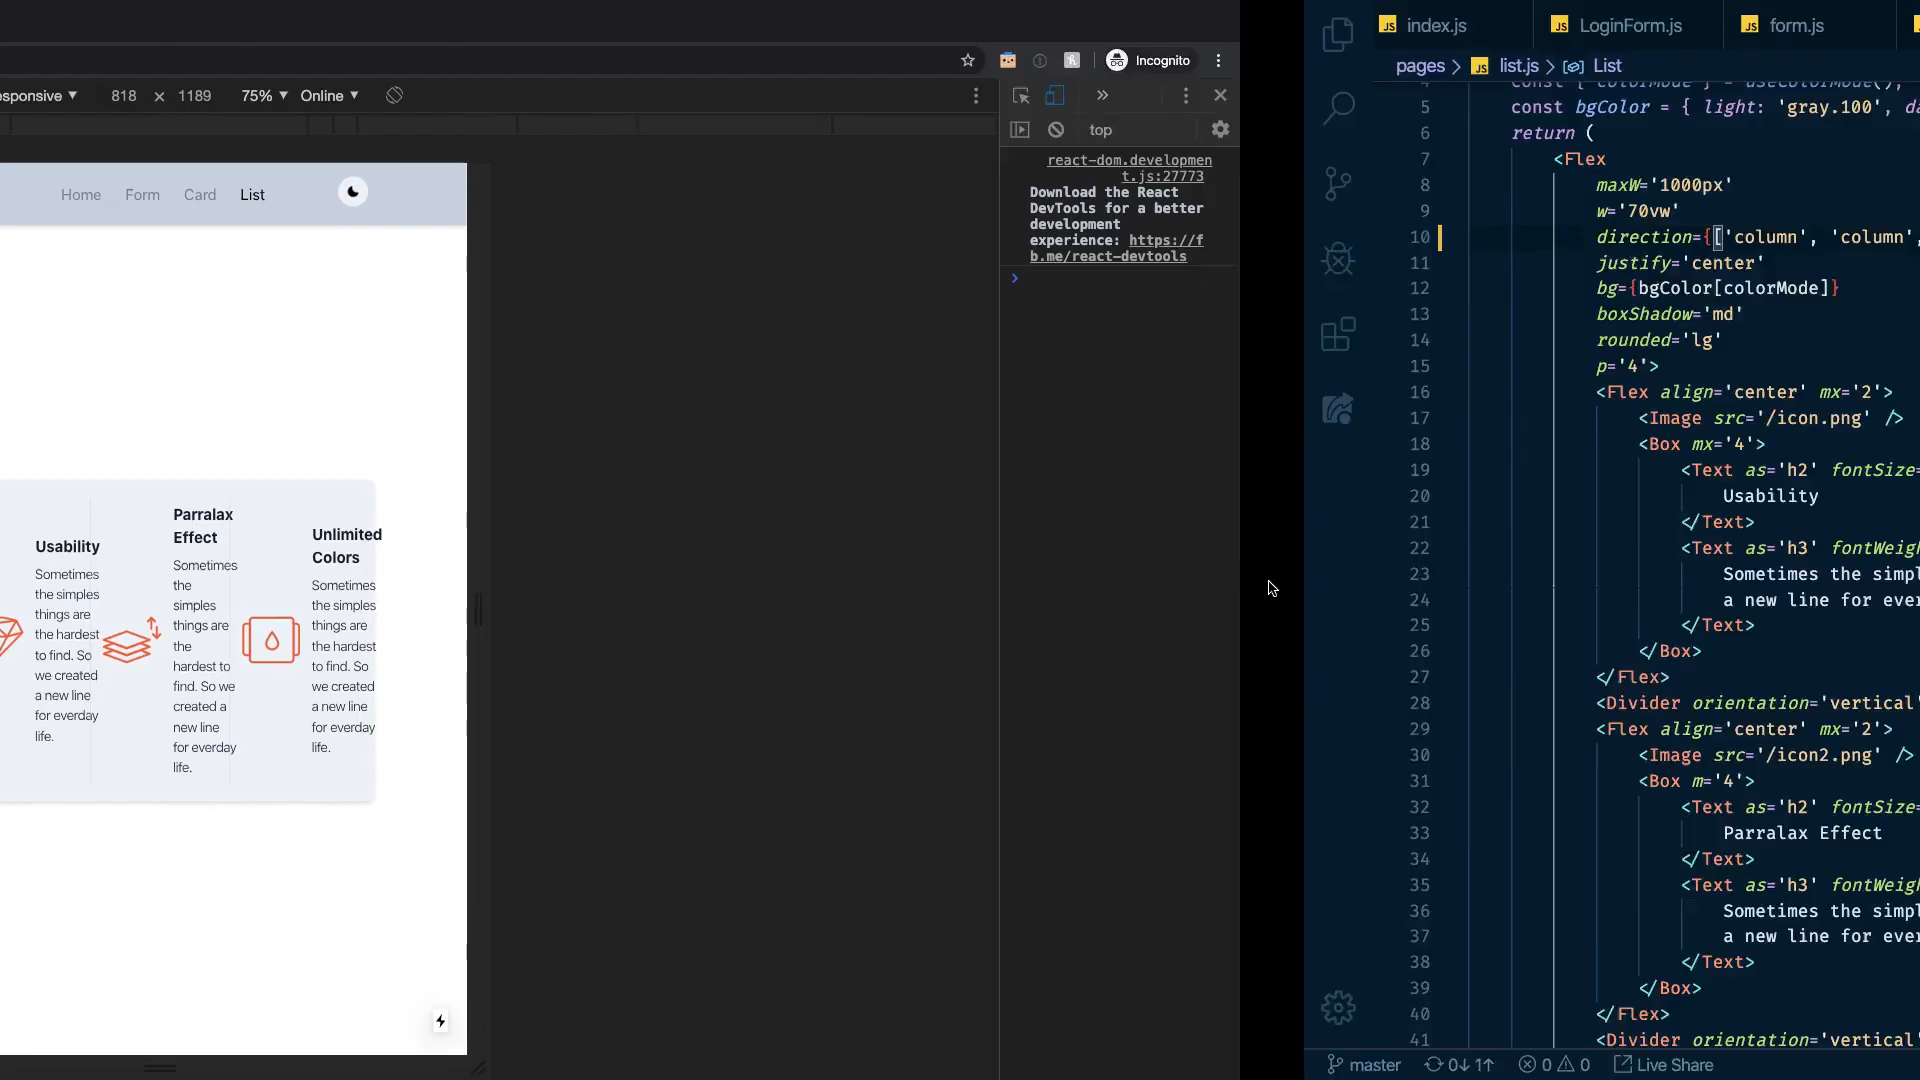 index.js
LoginForm.js
form.js
Incognito
pages > list.js > List
sponsive
818 × 1189
75%
Online
top
react-dom.developmen
t.js:27773
Download the React
DevTools for a better
development
experience: https://f
b.me/react-devtools
Home
Form
Card
List
Usability
Sometimes
the simples
things are
the hardest
to find. So
we created
a new line
for everday
life.
Parralax
Effect
Sometimes
the
simples
things are
the
hardest to
find. So we
created a
new line
for everday
life.
Unlimited
Colors
Sometimes
the simples
things are
the hardest
to find. So
we created
a new line
for everday
life.
4 const { colorMode } = useColorMode();
5 const bgColor = { light: 'gray.100', da
6 return (
7 <Flex
8 maxW='1000px'
9 w='70vw'
10 direction={['column', 'column',
11 justify='center'
12 bg={bgColor[colorMode]}
13 boxShadow='md'
14 rounded='lg'
15 p='4'>
16 <Flex align='center' mx='2'>
17 <Image src='/icon.png' />
18 <Box mx='4'>
19 <Text as='h2' fontSize=
20 Usability
21 </Text>
22 <Text as='h3' fontWeigh
23 Sometimes the simpl
24 a new line for ever
25 </Text>
26 </Box>
27 </Flex>
28 <Divider orientation='vertical'
29 <Flex align='center' mx='2'>
30 <Image src='/icon2.png' />
31 <Box m='4'>
32 <Text as='h2' fontSize=
33 Parralax Effect
34 </Text>
35 <Text as='h3' fontWeigh
36 Sometimes the simpl
37 a new line for ever
38 </Text>
39 </Box>
40 </Flex>
41 <Divider orientation='vertical'
master 0↓ 1↑ 0 0 Live Share